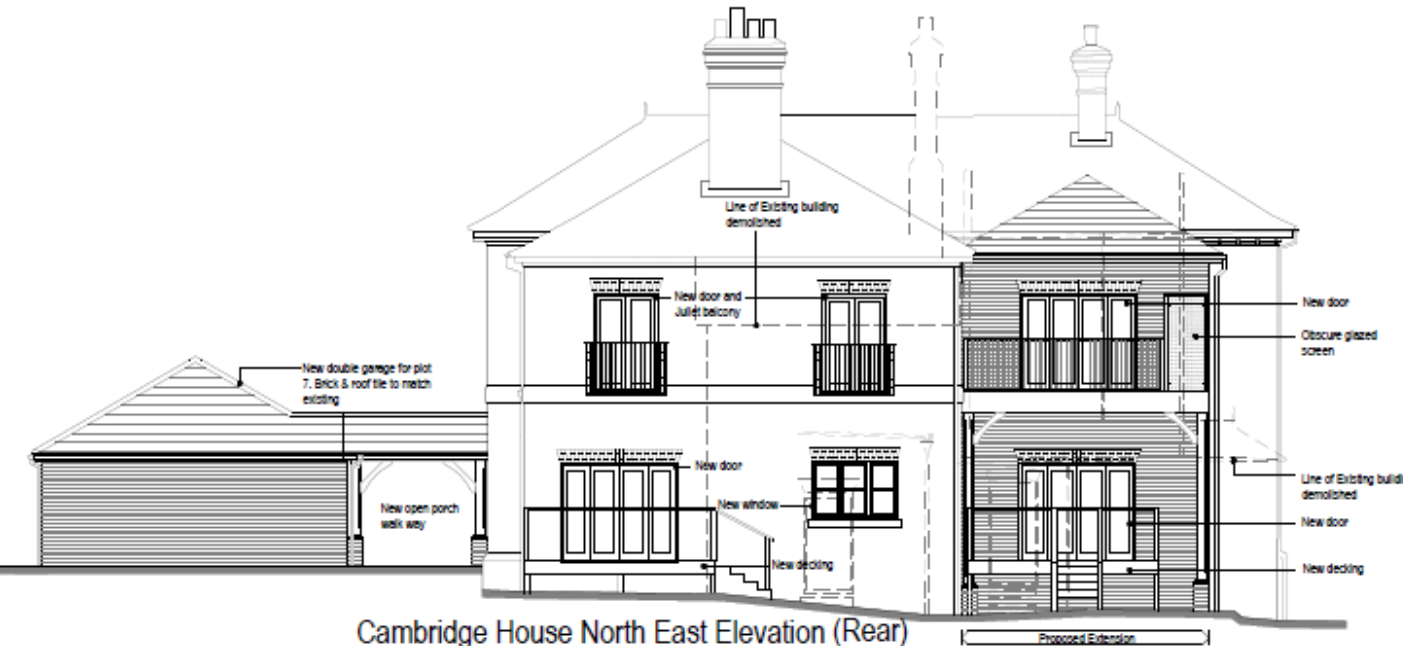 Line of Existing building
demolished
New door and
Juliet balcony
New door
Obscure glazed
screen
New double garage for plot
7. Brick & roof tile to match
existing
New door
New open porch
walk way
New window
New decking
Line of Existing buildi
demolished
New door
New decking
Cambridge House North East Elevation (Rear)
Proposed Extension